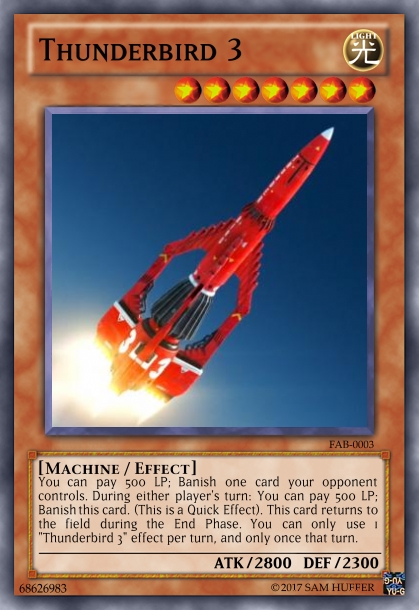 THUNDERBIRD 3
LIGHT
光
3
FAB-0003
[MACHINE / EFFECT]
You can pay 500 LP; Banish one card your opponent
controls. During either player's turn: You can pay 500 LP;
Banish this card. (This is a Quick Effect). This card returns to
the field during the End Phase. You can only use 1
"Thunderbird 3" effect per turn, and only once that turn.
ATK/2800 DEF/2300
68626983
©2017 SAM HUFFER
YU-G